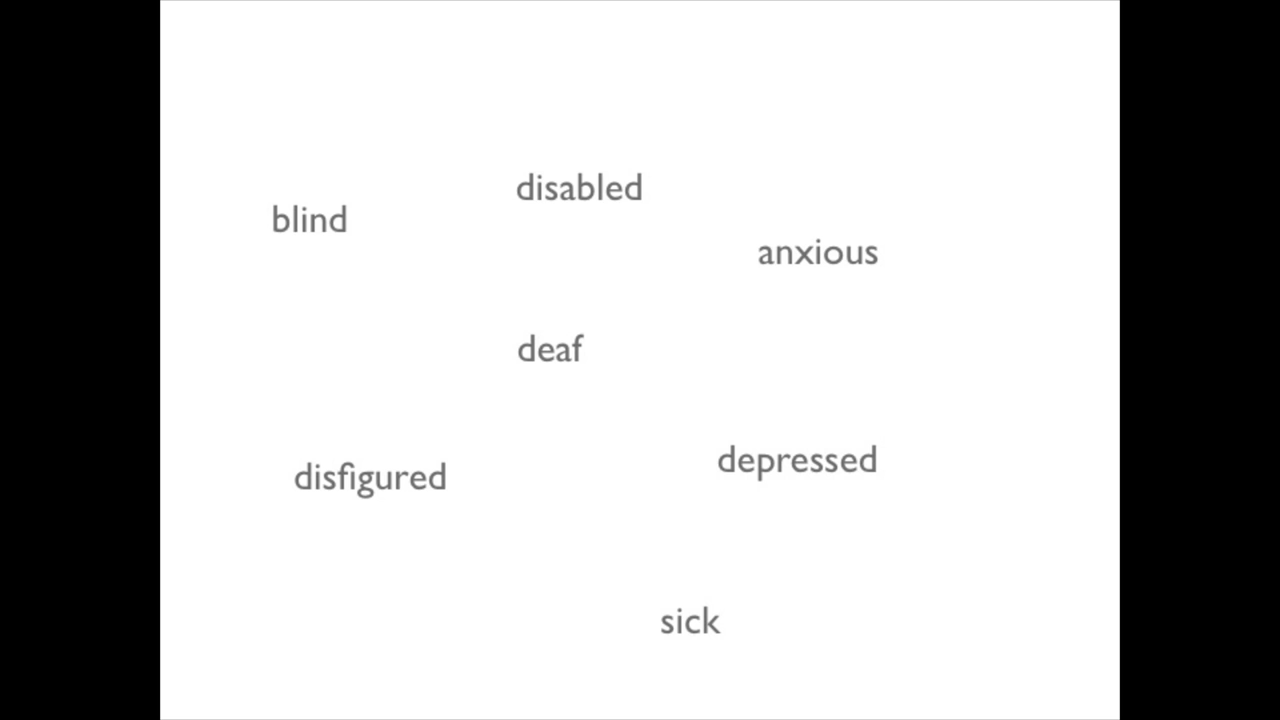 disabled
blind
anxious
deaf
depressed
disfigured
sick